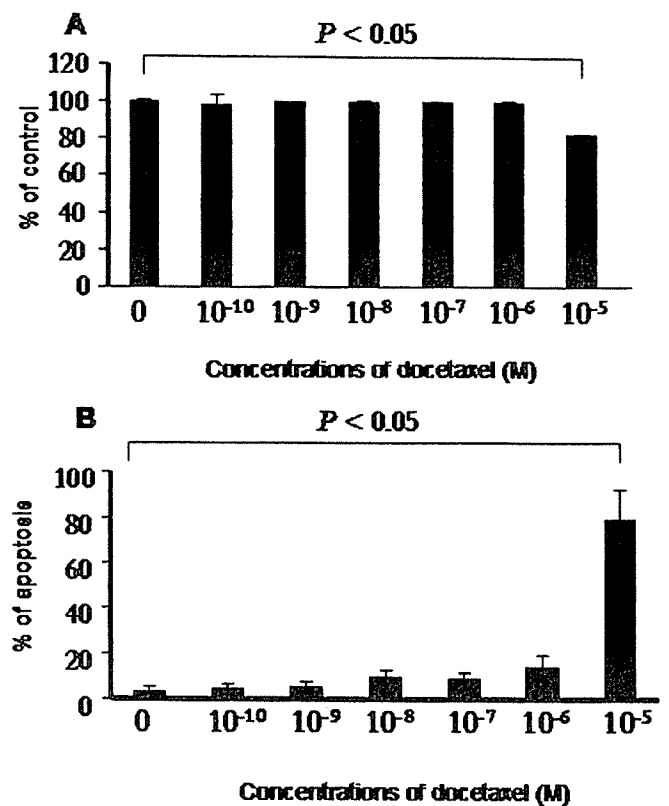 A
P < 0.05
120
100
80
60
40
20
0
% of control
0 10⁻¹⁰ 10⁻⁹ 10⁻⁸ 10⁻⁷ 10⁻⁶ 10⁻⁵
Concentrations of docetaxel (M)
B
P < 0.05
100
80
60
40
20
0
% of apoptosis
0 10⁻¹⁰ 10⁻⁹ 10⁻⁸ 10⁻⁷ 10⁻⁶ 10⁻⁵
Concentrations of docetaxel (M)